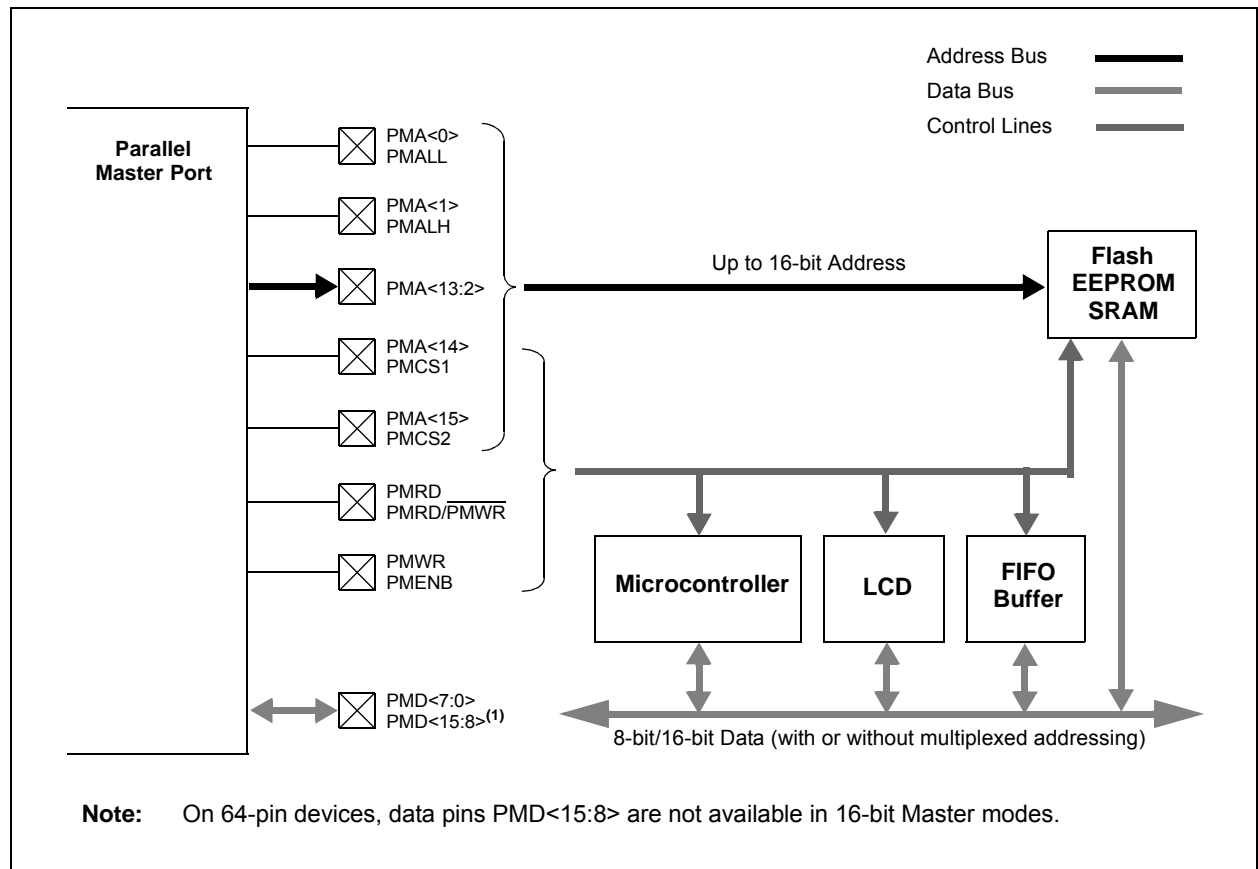 Address Bus
Data Bus
Control Lines
Parallel
Master Port
PMA<0>
PMALL
PMA<1>
PMALH
PMA<13:2>
PMA<14>
PMCS1
PMA<15>
PMCS2
PMRD
PMRD/PMWR
PMWR
PMENB
PMD<7:0>
PMD<15:8>(1)
Up to 16-bit Address
Flash
EEPROM
SRAM
Microcontroller
LCD
FIFO
Buffer
8-bit/16-bit Data (with or without multiplexed addressing)
Note: On 64-pin devices, data pins PMD<15:8> are not available in 16-bit Master modes.